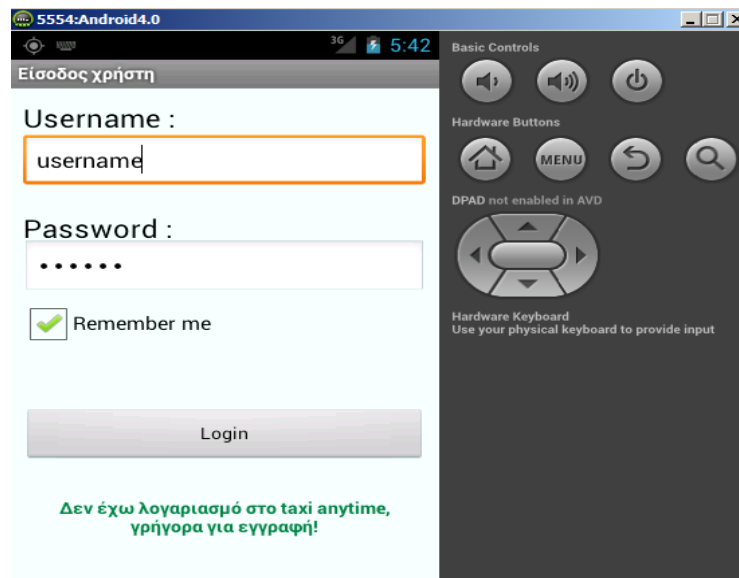 5554:Android4.0
3G 5:42
Είσοδος χρήστη
Username :
username
Password :
••••••
Remember me
Login
Δεν έχω λογαριασμό στο taxi anytime,
γρήγορα για εγγραφή!
Basic Controls
Hardware Buttons
MENU
DPAD not enabled in AVD
Hardware Keyboard
Use your physical keyboard to provide input